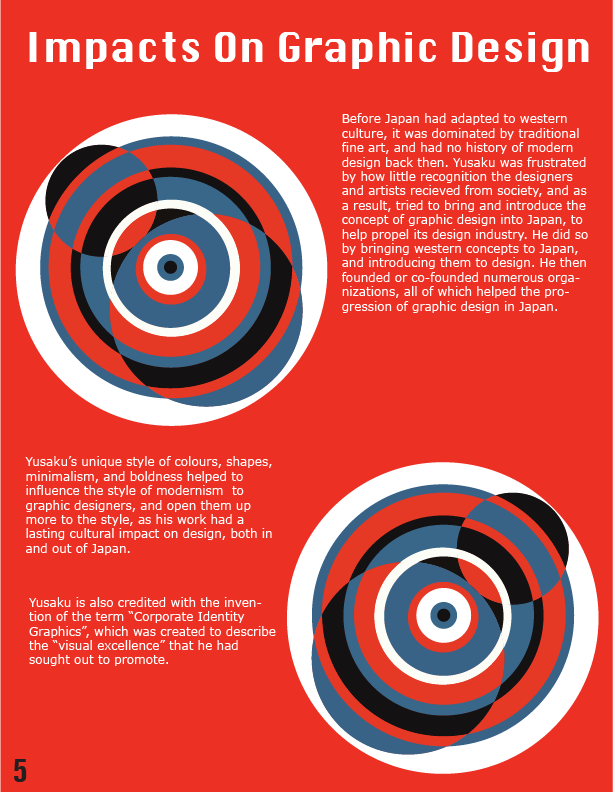 Impacts On Graphic Design
Before Japan had adapted to western
culture, it was dominated by traditional
fine art, and had no history of modern
design back then. Yusaku was frustrated
by how little recognition the designers
and artists recieved from society, and as
a result, tried to bring and introduce the
concept of graphic design into Japan, to
help propel its design industry. He did so
by bringing western concepts to Japan,
and introducing them to design. He then
founded or co-founded numerous orga-
nizations, all of which helped the pro-
gression of graphic design in Japan.
Yusaku’s unique style of colours, shapes,
minimalism, and boldness helped to
influence the style of modernism  to
graphic designers, and open them up
more to the style, as his work had a
lasting cultural impact on design, both in
and out of Japan.
Yusaku is also credited with the inven-
tion of the term “Corporate Identity
Graphics”, which was created to describe
the “visual excellence” that he had
sought out to promote.
5